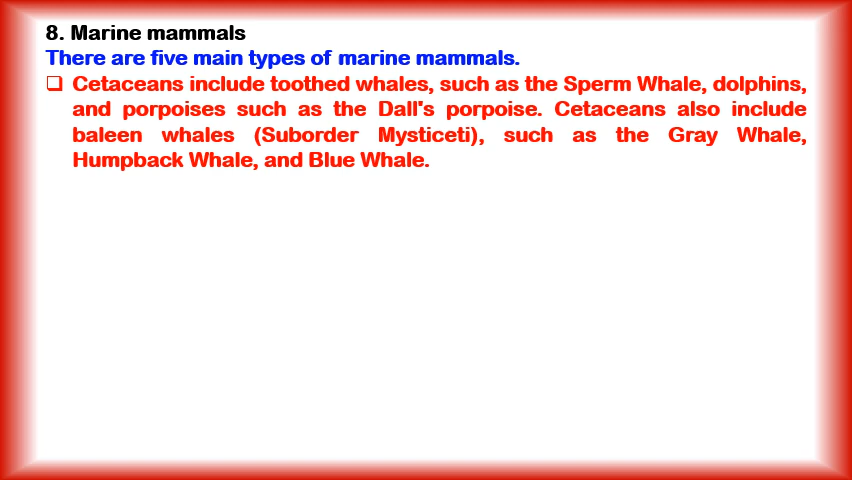 8. Marine mammals
There are five main types of marine mammals.
❑ Cetaceans include toothed whales, such as the Sperm Whale, dolphins,
and porpoises such as the Dall's porpoise. Cetaceans also include
baleen whales (Suborder Mysticeti), such as the Gray Whale,
Humpback Whale, and Blue Whale.